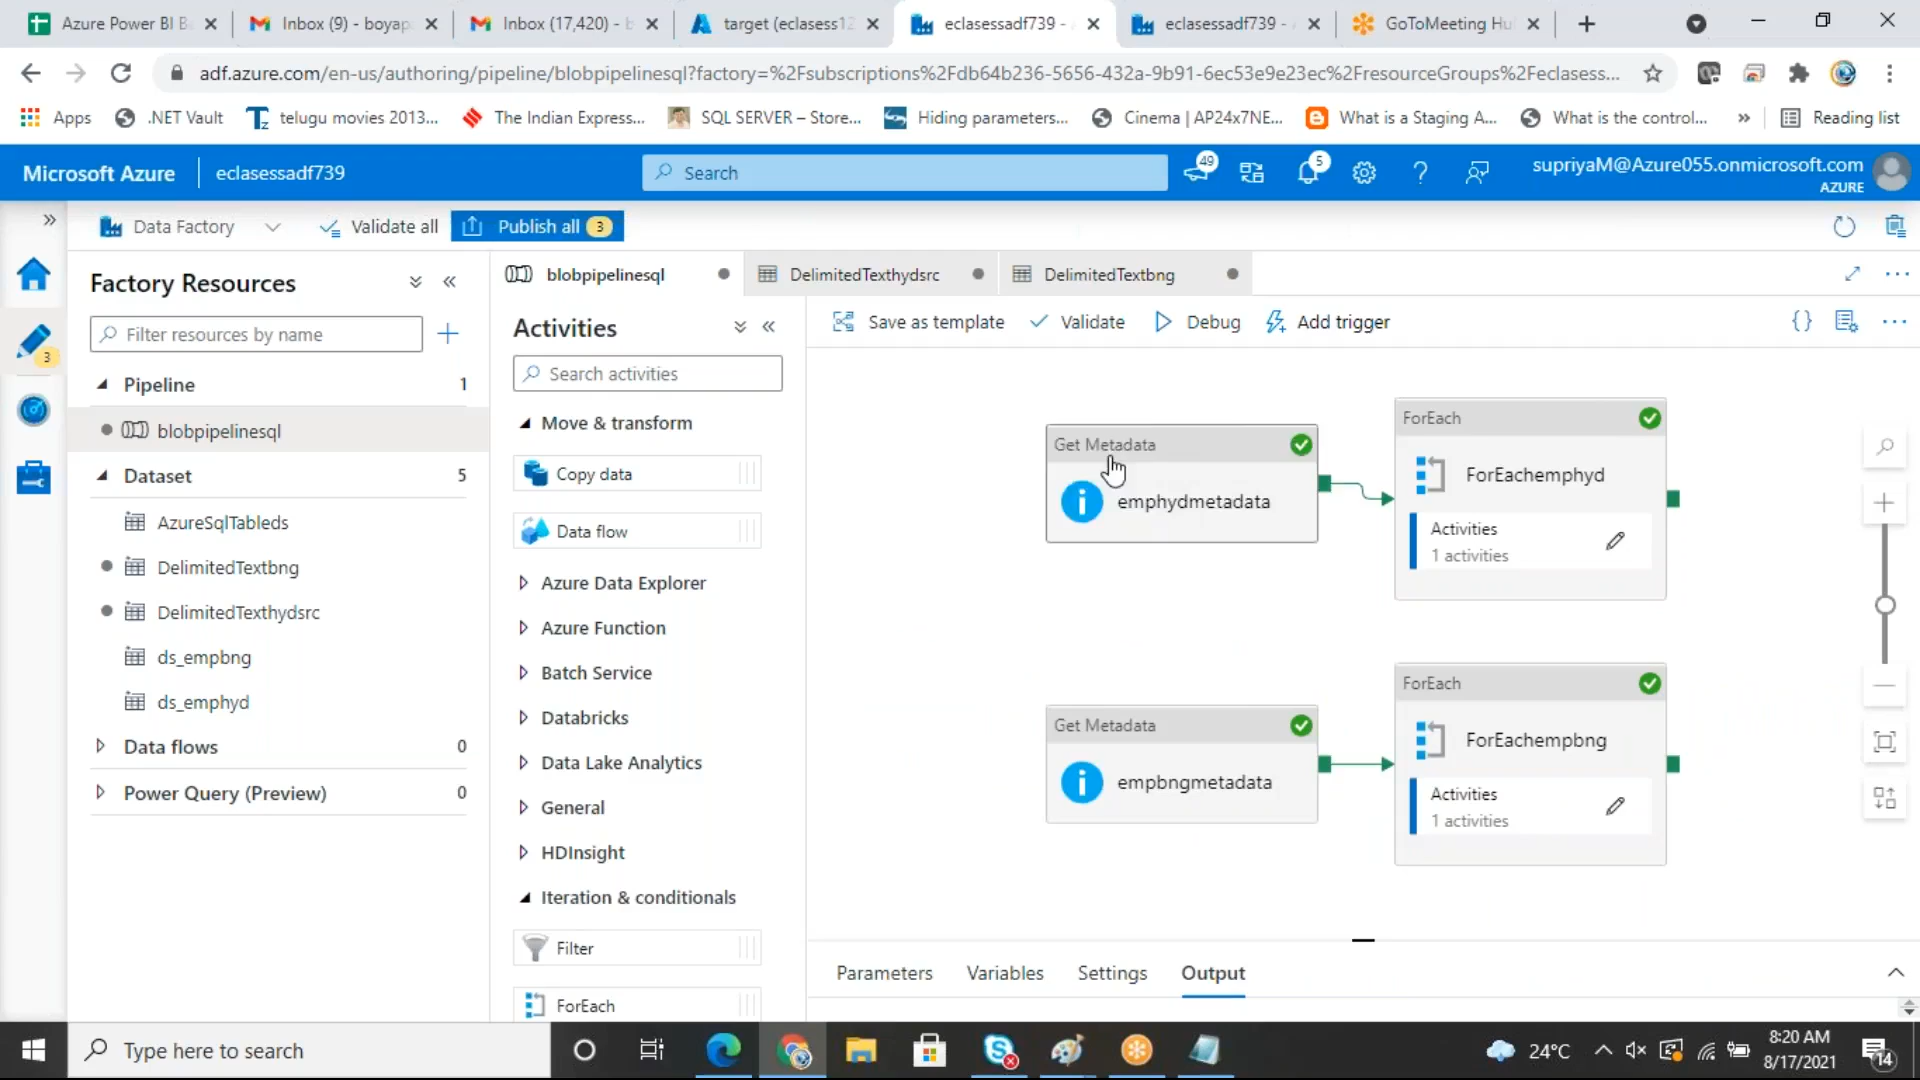 Azure Power BI B
Inbox (9) - boyap
Inbox (17,420) - b
target (eclasess12
eclasessadf739 -
eclasessadf739 -
GoToMeeting Hu
adf.azure.com/en-us/authoring/pipeline/blobpipelinesql?factory=%2Fsubscriptions%2Fdb64b236-5656-432a-9b91-6ec53e9e23ec%2FresourceGroups%2Feclasess...
Apps
.NET Vault
telugu movies 2013...
The Indian Express...
SQL SERVER – Store...
Hiding parameters...
Cinema | AP24x7NE...
What is a Staging A...
What is the control...
»
Reading list
Microsoft Azure
eclasessadf739
Search
49
5
supriyaM@Azure055.onmicrosoft.com
AZURE
Data Factory
Validate all
Publish all 3
3
Factory Resources
Filter resources by name
Pipeline 1
blobpipelinesql
Dataset 5
AzureSqlTableds
DelimitedTextbng
DelimitedTexthydsrc
ds_empbng
ds_emphyd
Data flows 0
Power Query (Preview) 0
blobpipelinesql
DelimitedTexthydsrc
DelimitedTextbng
Activities
Search activities
Move & transform
Copy data
Data flow
Azure Data Explorer
Azure Function
Batch Service
Databricks
Data Lake Analytics
General
HDInsight
Iteration & conditionals
Filter
ForEach
Save as template
Validate
Debug
Add trigger
{}
Get Metadata
emphydmetadata
ForEach
ForEachemphyd
Activities
1 activities
Get Metadata
empbngmetadata
ForEach
ForEachempbng
Activities
1 activities
Parameters
Variables
Settings
Output
Type here to search
24°C
8:20 AM
8/17/2021
14